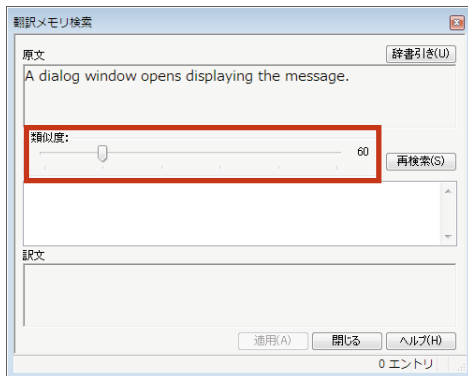 翻訳メモリ検索
原文
辞書引き(U)
A dialog window opens displaying the message.
類似度:
60
再検索(S)
訳文
適用(A)
閉じる
ヘルプ(H)
0 エントリ